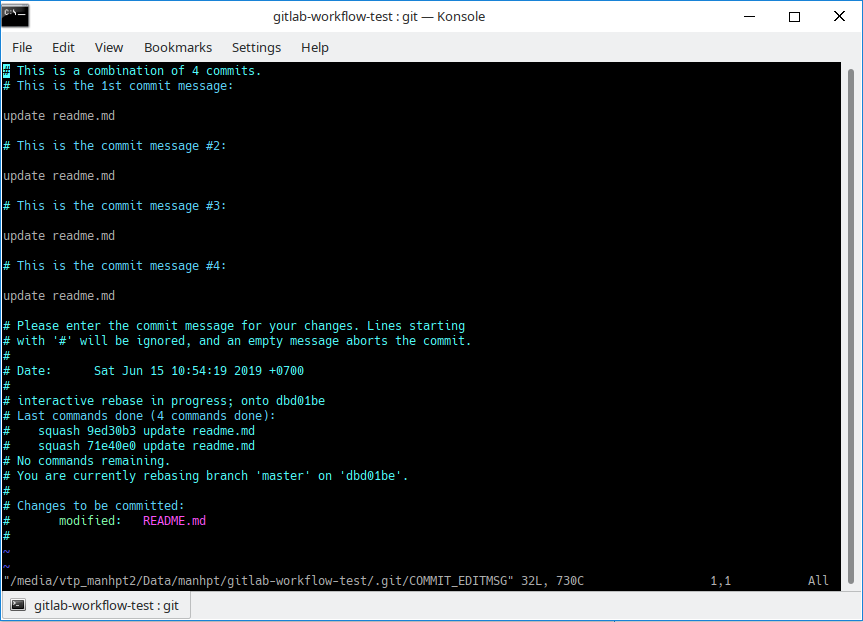 gitlab-workflow-test : git — Konsole
File Edit View Bookmarks Settings Help
# This is a combination of 4 commits.
# This is the 1st commit message:
update readme.md
# This is the commit message #2:
update readme.md
# This is the commit message #3:
update readme.md
# This is the commit message #4:
update readme.md
# Please enter the commit message for your changes. Lines starting
# with '#' will be ignored, and an empty message aborts the commit.
#
# Date:      Sat Jun 15 10:54:19 2019 +0700
#
# interactive rebase in progress; onto dbd01be
# Last commands done (4 commands done):
#    squash 9ed30b3 update readme.md
#    squash 71e40e0 update readme.md
# No commands remaining.
# You are currently rebasing branch 'master' on 'dbd01be'.
#
# Changes to be committed:
#       modified:   README.md
#
~
~
"/media/vtp_manhpt2/Data/manhpt/gitlab-workflow-test/.git/COMMIT_EDITMSG" 32L, 730C 1,1 All
gitlab-workflow-test : git